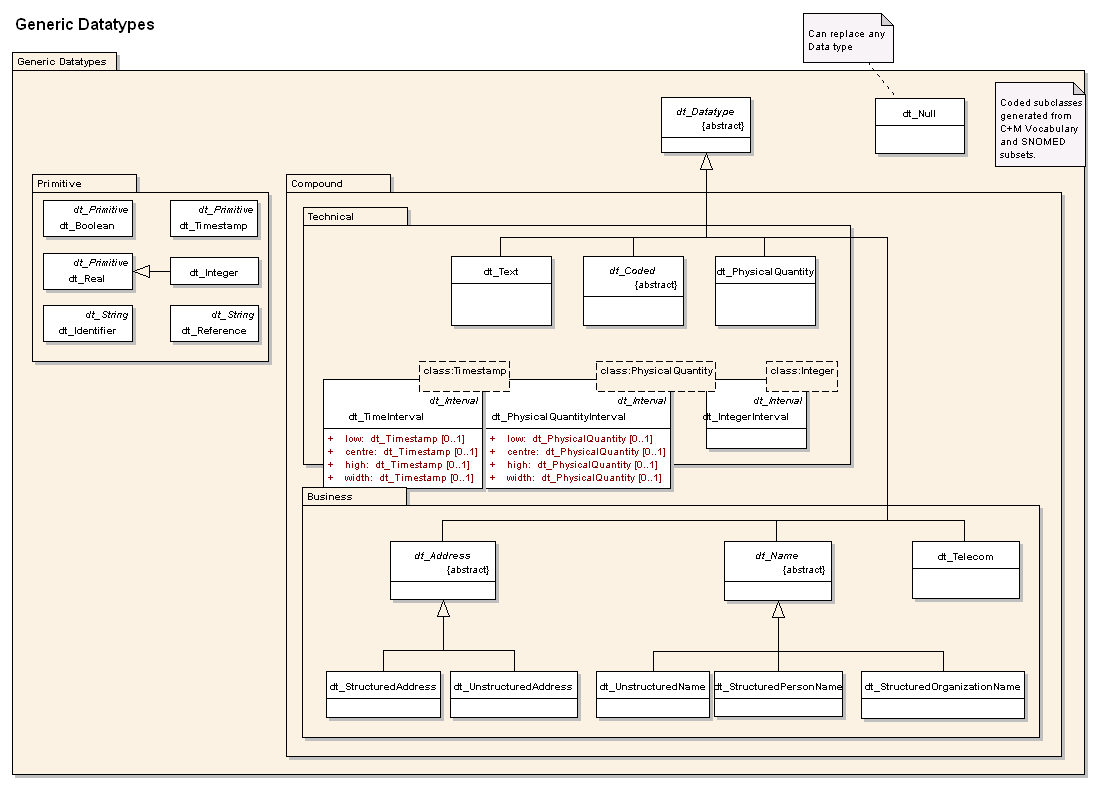 Generic Datatypes
Can replace any
Data type
Generic Datatypes
Coded subclasses
generated from
C+M Vocabulary
and SNOMED
subsets.
dt_Datatype
{abstract}
dt_Null
Primitive
dt_Primitive
dt_Boolean
dt_Primitive
dt_Timestamp
dt_Primitive
dt_Real
dt_Integer
dt_String
dt_Identifier
dt_String
dt_Reference
Compound
Technical
dt_Text
dt_Coded
{abstract}
dt_PhysicalQuantity
class:Timestamp
dt_Interval
dt_TimeInterval
+ low: dt_Timestamp [0..1]
+ centre: dt_Timestamp [0..1]
+ high: dt_Timestamp [0..1]
+ width: dt_Timestamp [0..1]
class:PhysicalQuantity
dt_Interval
dt_PhysicalQuantityInterval
+ low: dt_PhysicalQuantity [0..1]
+ centre: dt_PhysicalQuantity [0..1]
+ high: dt_PhysicalQuantity [0..1]
+ width: dt_PhysicalQuantity [0..1]
class:Integer
dt_Interval
dt_IntegerInterval
Business
dt_Address
{abstract}
dt_Name
{abstract}
dt_Telecom
dt_StructuredAddress
dt_UnstructuredAddress
dt_UnstructuredName
dt_StructuredPersonName
dt_StructuredOrganizationName